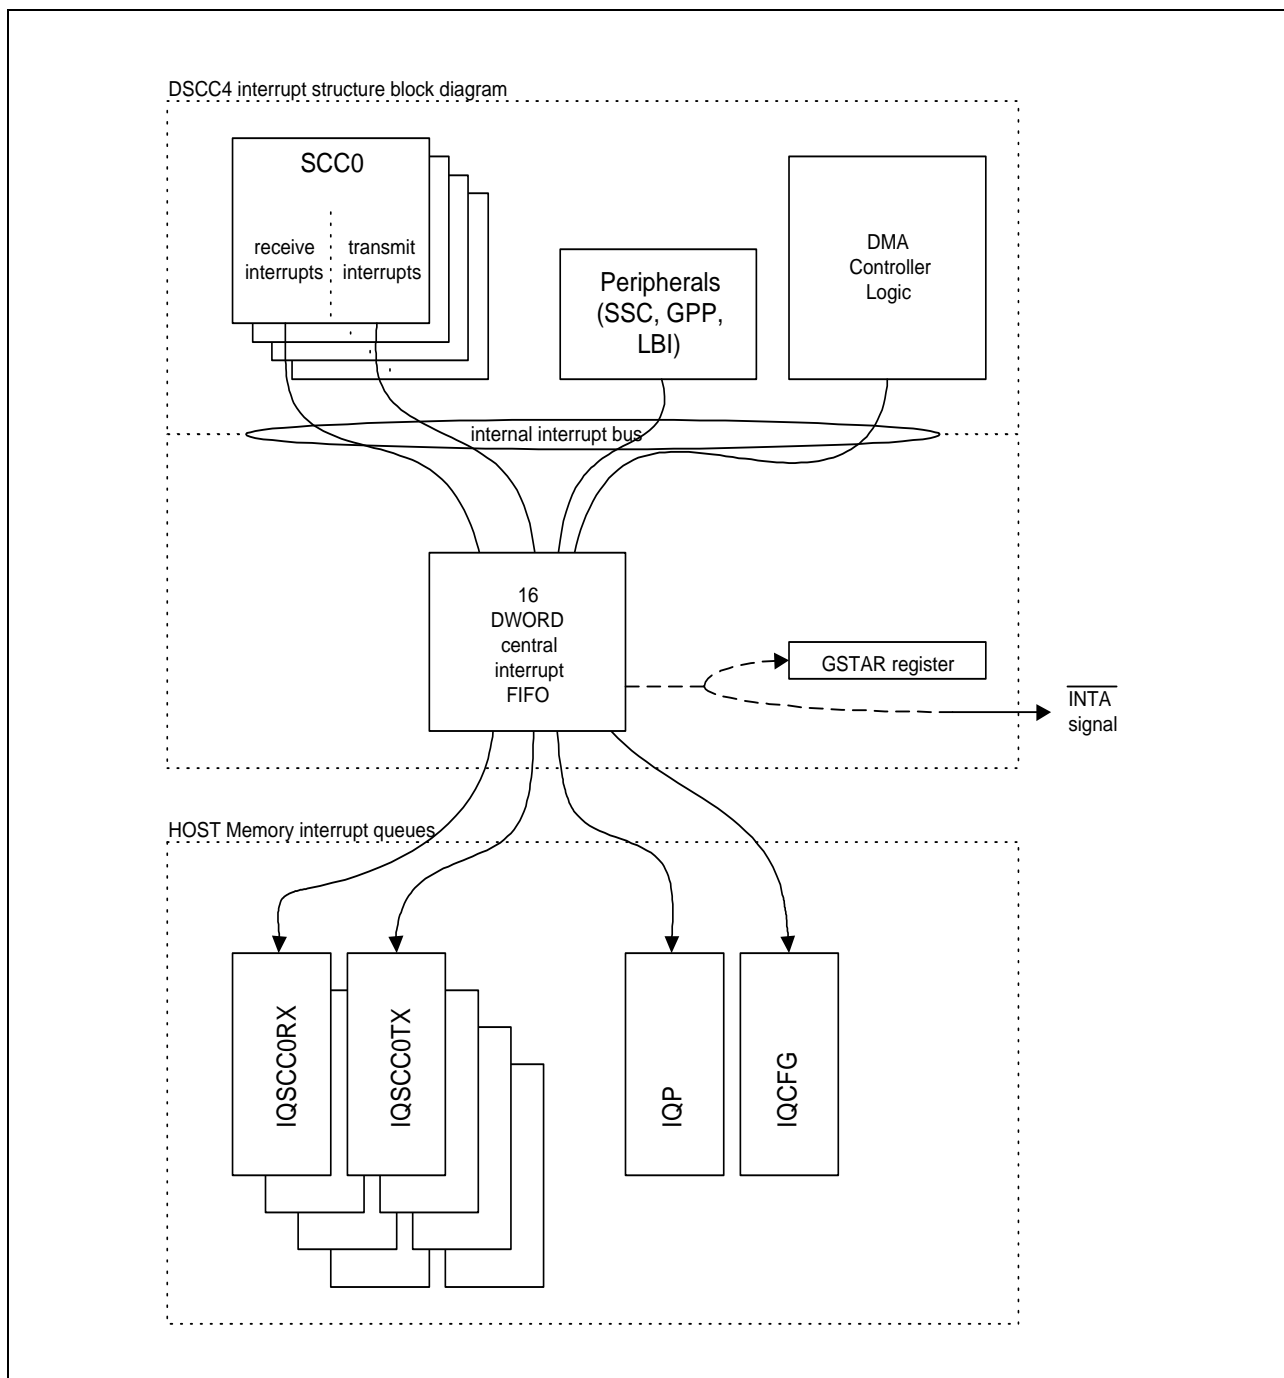 DSCC4 interrupt structure block diagram
SCC0
receive
interrupts
transmit
interrupts
Peripherals
(SSC, GPP,
LBI)
DMA
Controller
Logic
internal interrupt bus
16
DWORD
central
interrupt
FIFO
GSTAR register
INTA
signal
HOST Memory interrupt queues
IQSCC0RX
IQSCC0TX
IQP
IQCFG